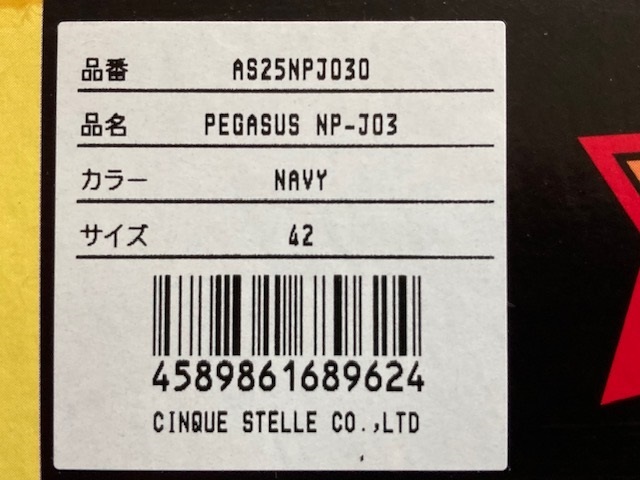 品番 AS25NPJ030
品名 PEGASUS NP-J03
カラー NAVY
サイズ 42
4589861689624
CINQUE STELLE CO.,LTD